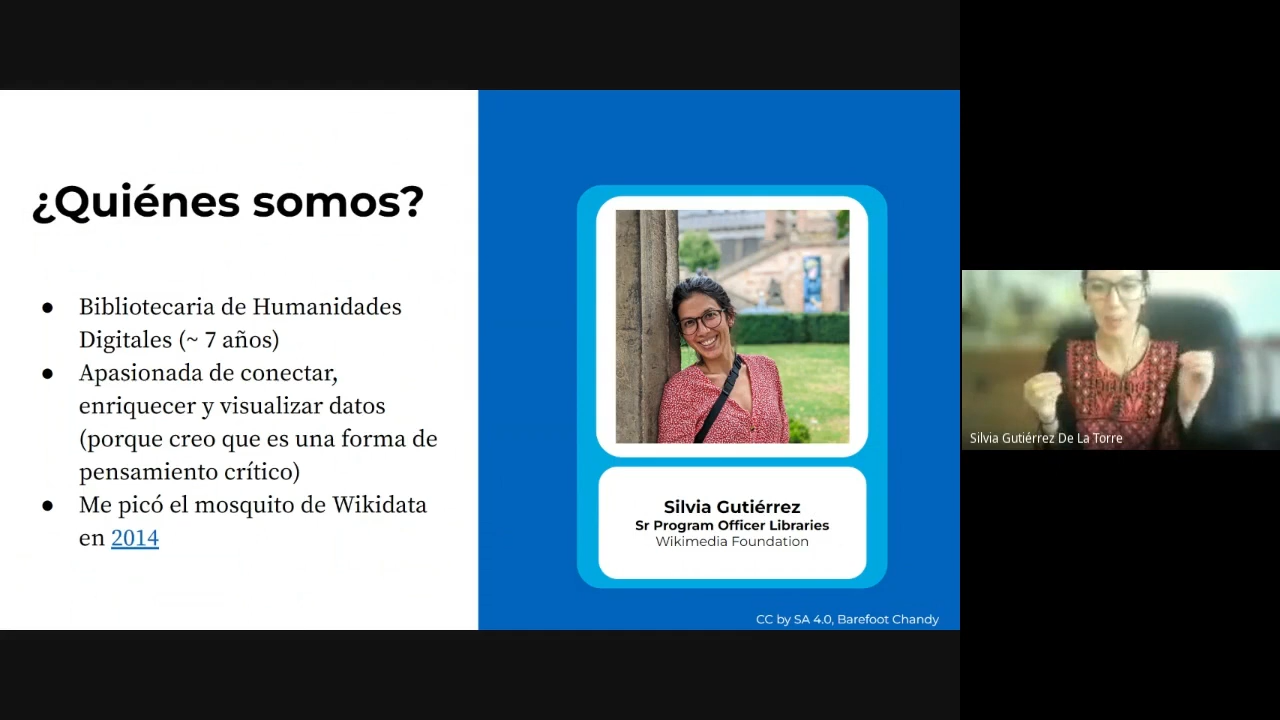 ¿Quiénes somos?
● Bibliotecaria de Humanidades
Digitales (~ 7 años)
● Apasionada de conectar,
enriquecer y visualizar datos
(porque creo que es una forma de
pensamiento crítico)
● Me picó el mosquito de Wikidata
en 2014
Silvia Gutiérrez
Sr Program Officer Libraries
Wikimedia Foundation
CC by SA 4.0, Barefoot Chandy
Silvia Gutiérrez De La Torre